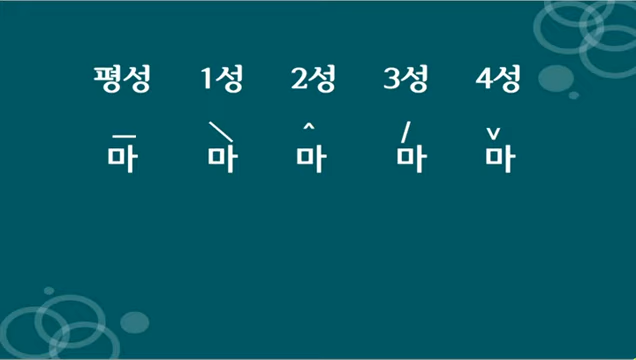 평성 1성 2성 3성 4성
— \ ^ / ˇ
마 마 마 마 마